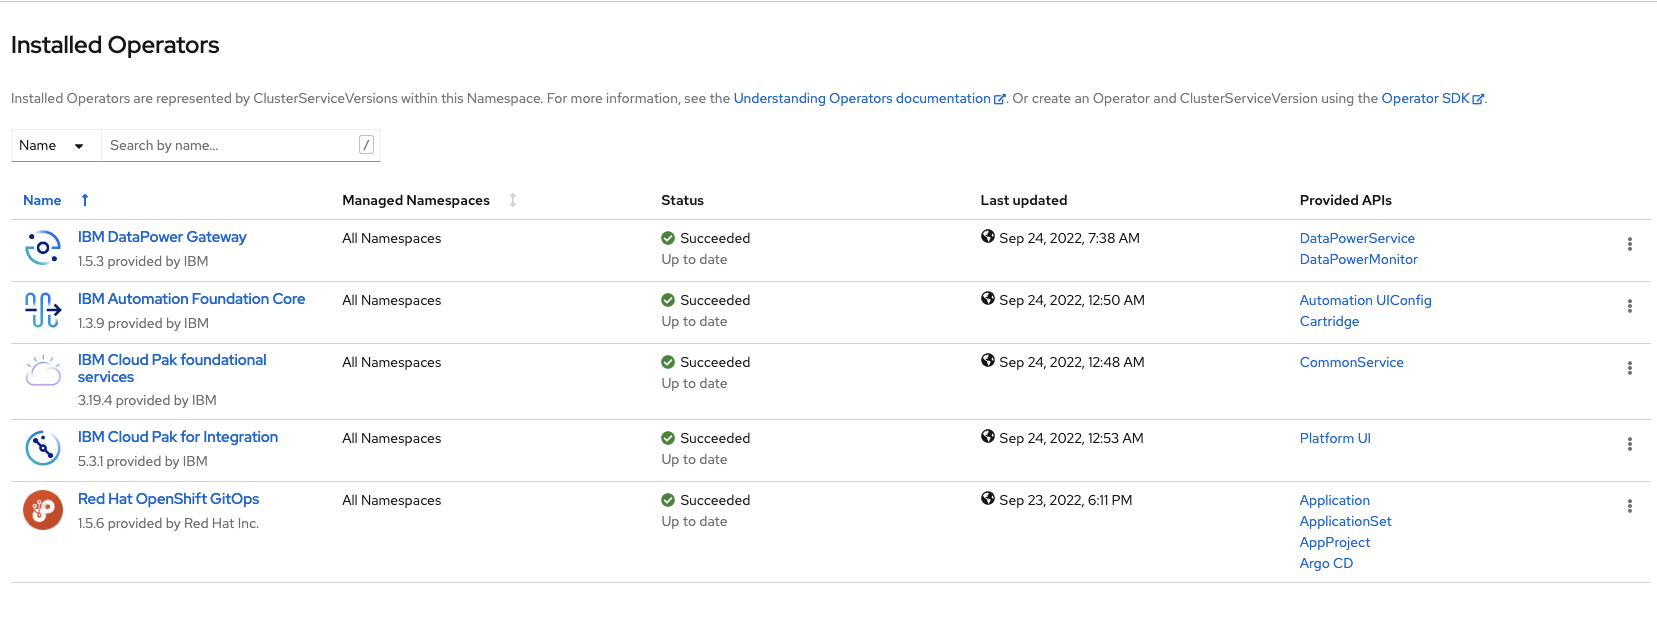 Installed Operators
Installed Operators are represented by ClusterServiceVersions within this Namespace. For more information, see the Understanding Operators documentation. Or create an Operator and ClusterServiceVersion using the Operator SDK.
Name Search by name... /
Name Managed Namespaces Status Last updated Provided APIs
IBM DataPower Gateway All Namespaces Succeeded Sep 24, 2022, 7:38 AM DataPowerService
1.5.3 provided by IBM Up to date DataPowerMonitor
IBM Automation Foundation Core All Namespaces Succeeded Sep 24, 2022, 12:50 AM Automation UIConfig
1.3.9 provided by IBM Up to date Cartridge
IBM Cloud Pak foundational All Namespaces Succeeded Sep 24, 2022, 12:48 AM CommonService
services Up to date
3.19.4 provided by IBM
IBM Cloud Pak for Integration All Namespaces Succeeded Sep 24, 2022, 12:53 AM Platform UI
5.3.1 provided by IBM Up to date
Red Hat OpenShift GitOps All Namespaces Succeeded Sep 23, 2022, 6:11 PM Application
1.5.6 provided by Red Hat Inc. Up to date ApplicationSet
AppProject
Argo CD